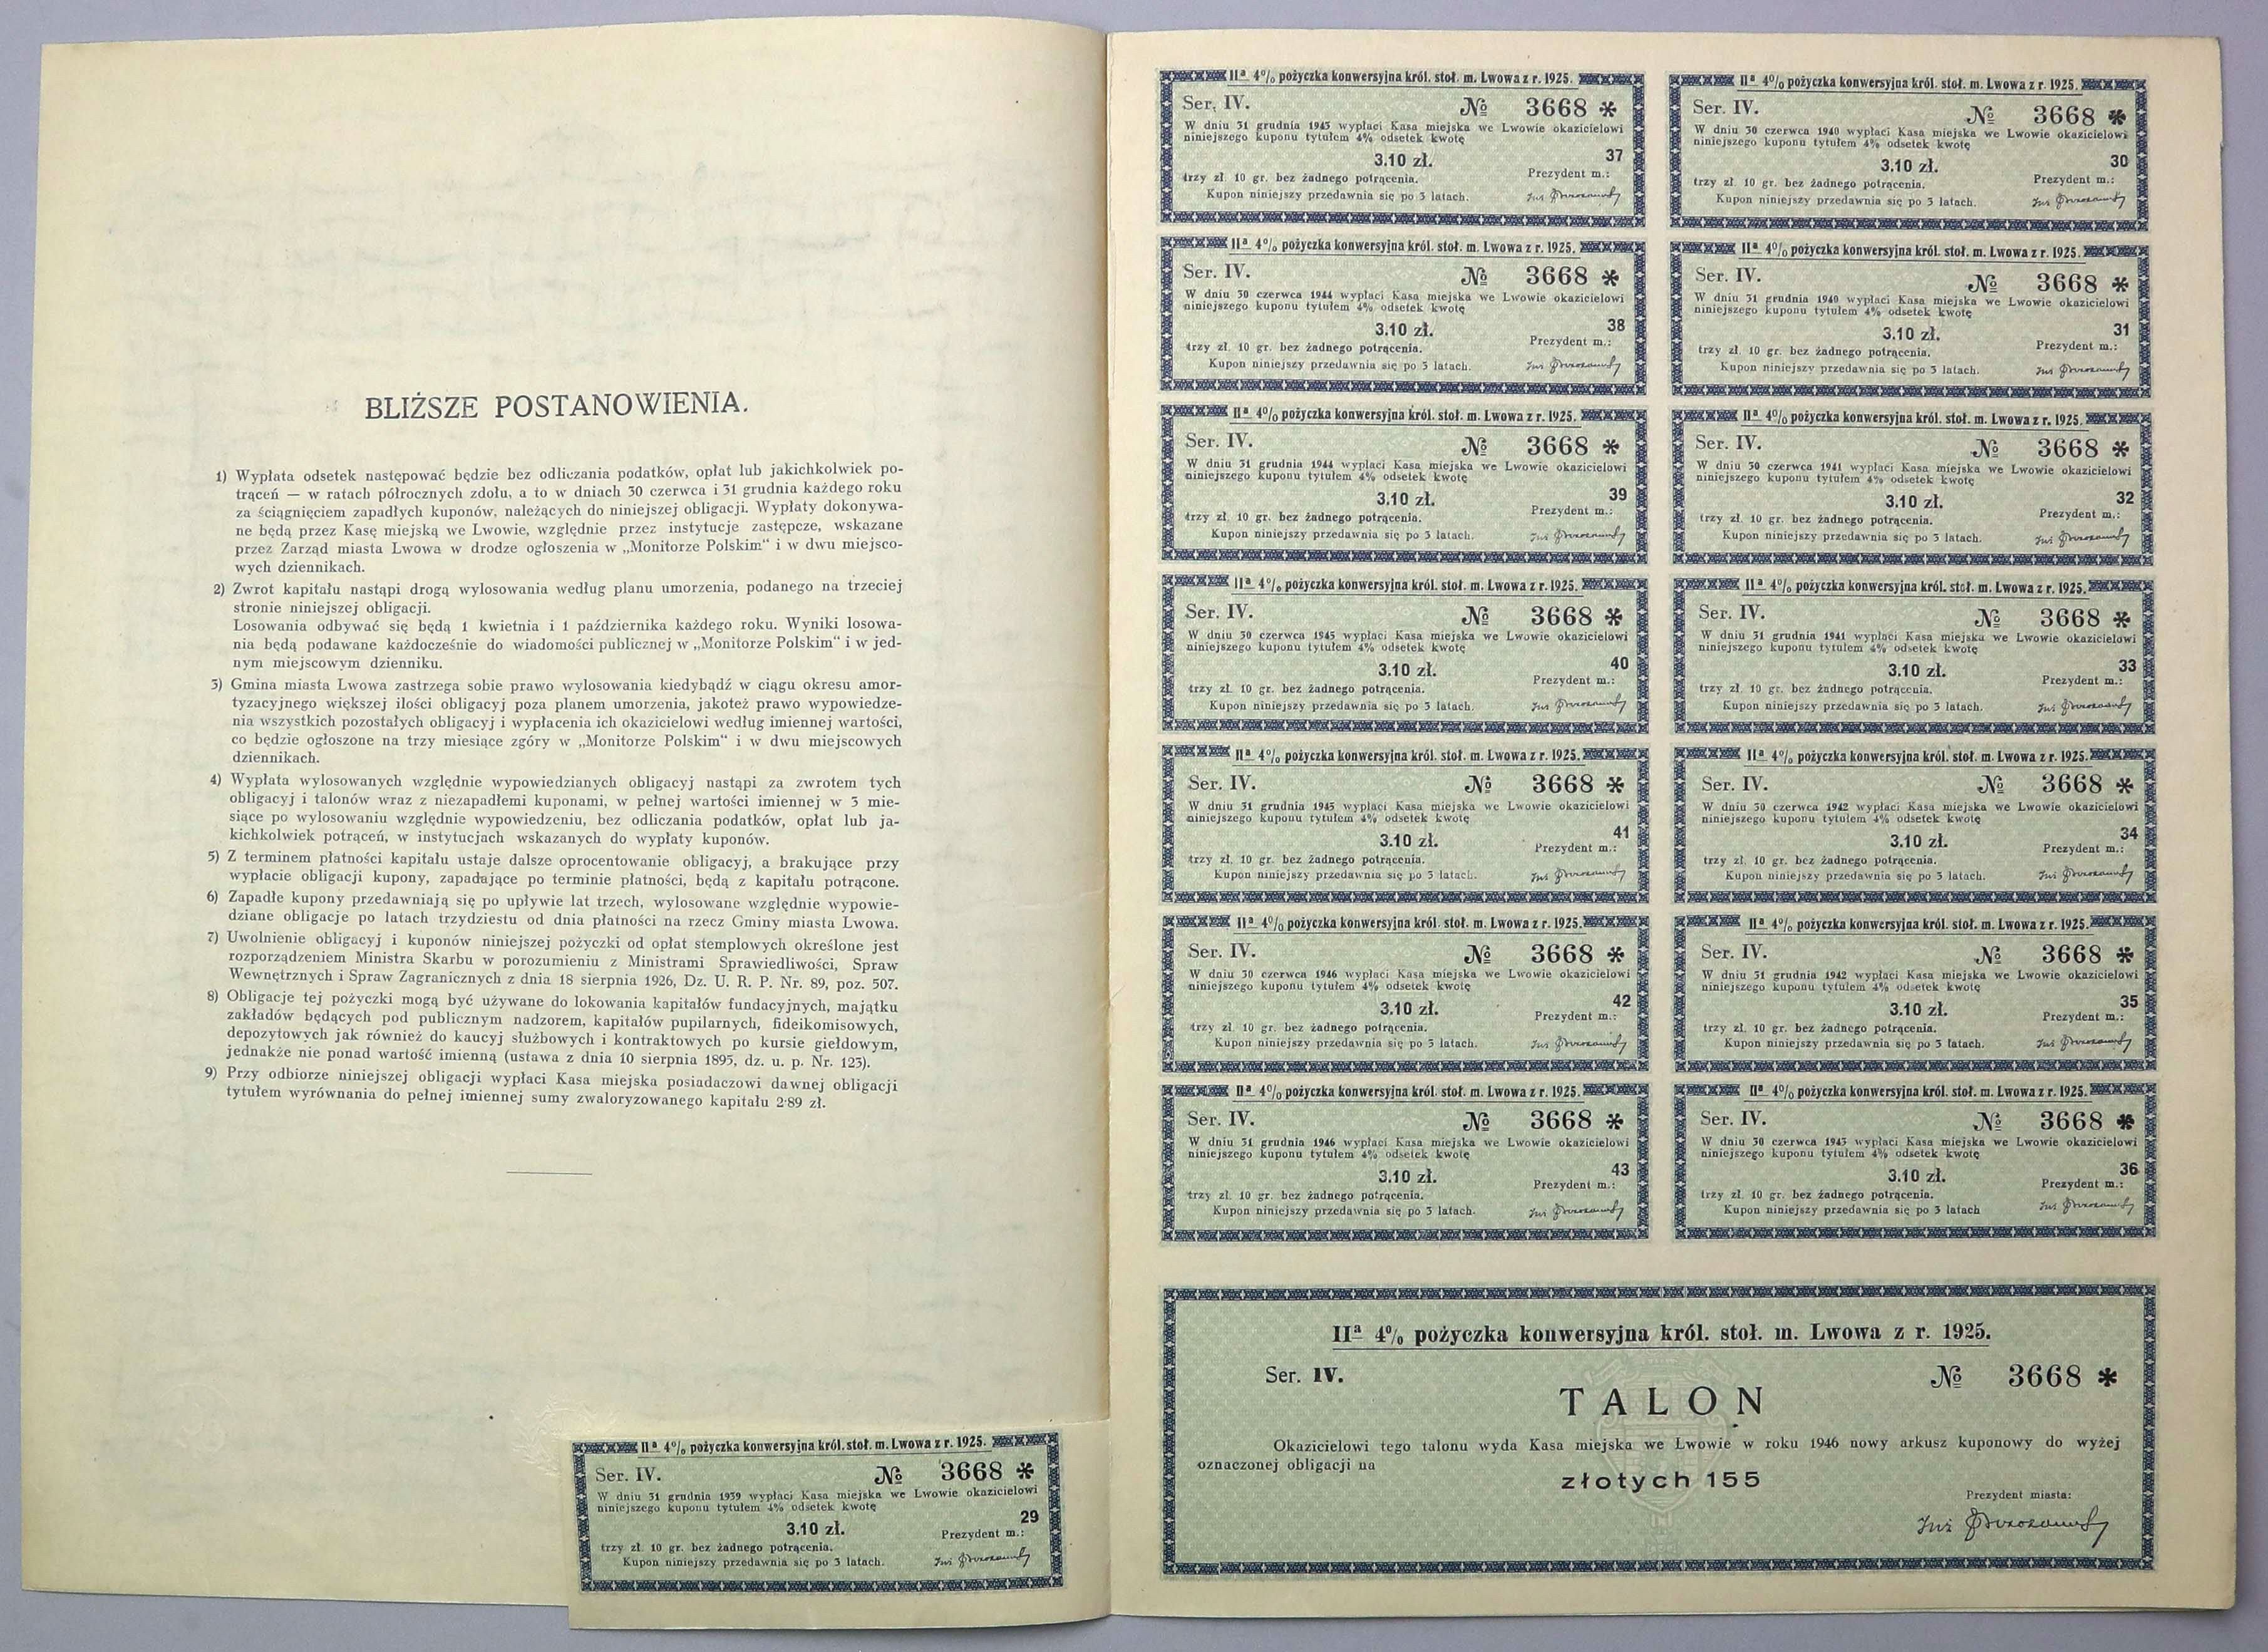 BLIŻSZE POSTANOWIENIA.
1) Wypłata odsetek następować będzie bez odliczania podatków, opłat lub jakichkolwiek po-
trąceń — w ratach półrocznych zdołu, a to w dniach 30 czerwca i 31 grudnia każdego roku
za ściągnięciem zapadłych kuponów, należących do niniejszej obligacji. Wypłaty dokonywa-
ne będą przez Kasę miejską we Lwowie, względnie przez instytucje zastępcze, wskazane
przez Zarząd miasta Lwowa w drodze ogłoszenia w „Monitorze Polskim“ i w dwu miejsco-
wych dziennikach.
2) Zwrot kapitału nastąpi drogą wylosowania według planu umorzenia, podanego na trzeciej
stronie niniejszej obligacji.
Losowania odbywać się będą 1 kwietnia i 1 października każdego roku. Wyniki losowa-
nia będą podawane każdocześnie do wiadomości publicznej w „Monitorze Polskim“ i w jed-
nym miejscowym dzienniku.
3) Gmina miasta Lwowa zastrzega sobie prawo wylosowania kiedybądź w ciągu okresu amor-
tyzacyjnego większej ilości obligacyj poza planem umorzenia, jakoteż prawo wypowiedze-
nia wszystkich pozostałych obligacyj i wypłacenia ich okazicielowi według imiennej wartości,
co będzie ogłoszone na trzy miesiące zgóry w „Monitorze Polskim“ i w dwu miejscowych
dziennikach.
4) Wypłata wylosowanych względnie wypowiedzianych obligacyj nastąpi za zwrotem tych
obligacyj i talonów wraz z niezapadłemi kuponami, w pełnej wartości imiennej w 3 mie-
siące po wylosowaniu względnie wypowiedzeniu, bez odliczania podatków, opłat lub ja-
kichkolwiek potrąceń, w instytucjach wskazanych do wypłaty kuponów.
5) Z terminem płatności kapitału ustaje dalsze oprocentowanie obligacyj, a brakujące przy
wypłacie obligacji kupony, zapadające po terminie płatności, będą z kapitału potrącone.
6) Zapadłe kupony przedawniają się po upływie lat trzech, wylosowane względnie wypowie-
dziane obligacje po latach trzydziestu od dnia płatności na rzecz Gminy miasta Lwowa.
7) Uwolnienie obligacyj i kuponów niniejszej pożyczki od opłat stemplowych określone jest
rozporządzeniem Ministra Skarbu w porozumieniu z Ministrami Sprawiedliwości, Spraw
Wewnętrznych i Spraw Zagranicznych z dnia 18 sierpnia 1926, Dz. U. R. P. Nr. 89, poz. 507.
8) Obligacje tej pożyczki mogą być używane do lokowania kapitałów fundacyjnych, majątku
zakładów będących pod publicznym nadzorem, kapitałów pupilarnych, fideikomisowych,
depozytowych jak również do kaucyj służbowych i kontraktowych po kursie giełdowym,
jednakże nie ponad wartość imienną (ustawa z dnia 10 sierpnia 1895, dz. u. p. Nr. 123).
9) Przy odbiorze niniejszej obligacji wypłaci Kasa miejska posiadaczowi dawnej obligacji
tytułem wyrównania do pełnej imiennej sumy zwaloryzowanego kapitału 2·89 zł.
IIª 4% pożyczka konwersyjna król. stoł. m. Lwowa z r. 1925.
Ser. IV. № 3668 *
W dniu 31 grudnia 1939 wypłaci Kasa miejska we Lwowie okazicielowi
niniejszego kuponu tytułem 4% odsetek kwotę
3.10 zł. 29
trzy zł. 10 gr. bez żadnego potrącenia. Prezydent m.:
Kupon niniejszy przedawnia się po 3 latach.
IIª 4% pożyczka konwersyjna król. stoł. m. Lwowa z r. 1925.
Ser. IV. № 3668 *
W dniu 31 grudnia 1943 wypłaci Kasa miejska we Lwowie okazicielowi
niniejszego kuponu tytułem 4% odsetek kwotę
3.10 zł. 37
trzy zł. 10 gr. bez żadnego potrącenia. Prezydent m.:
Kupon niniejszy przedawnia się po 3 latach.
IIª 4% pożyczka konwersyjna król. stoł. m. Lwowa z r. 1925.
Ser. IV. № 3668 *
W dniu 30 czerwca 1944 wypłaci Kasa miejska we Lwowie okazicielowi
niniejszego kuponu tytułem 4% odsetek kwotę
3.10 zł. 38
trzy zł. 10 gr. bez żadnego potrącenia. Prezydent m.:
Kupon niniejszy przedawnia się po 3 latach.
IIª 4% pożyczka konwersyjna król. stoł. m. Lwowa z r. 1925.
Ser. IV. № 3668 *
W dniu 31 grudnia 1944 wypłaci Kasa miejska we Lwowie okazicielowi
niniejszego kuponu tytułem 4% odsetek kwotę
3.10 zł. 39
trzy zł. 10 gr. bez żadnego potrącenia. Prezydent m.:
Kupon niniejszy przedawnia się po 3 latach.
IIª 4% pożyczka konwersyjna król. stoł. m. Lwowa z r. 1925.
Ser. IV. № 3668 *
W dniu 30 czerwca 1945 wypłaci Kasa miejska we Lwowie okazicielowi
niniejszego kuponu tytułem 4% odsetek kwotę
3.10 zł. 40
trzy zł. 10 gr. bez żadnego potrącenia. Prezydent m.:
Kupon niniejszy przedawnia się po 3 latach.
IIª 4% pożyczka konwersyjna król. stoł. m. Lwowa z r. 1925.
Ser. IV. № 3668 *
W dniu 31 grudnia 1945 wypłaci Kasa miejska we Lwowie okazicielowi
niniejszego kuponu tytułem 4% odsetek kwotę
3.10 zł. 41
trzy zł. 10 gr. bez żadnego potrącenia. Prezydent m.:
Kupon niniejszy przedawnia się po 3 latach.
IIª 4% pożyczka konwersyjna król. stoł. m. Lwowa z r. 1925.
Ser. IV. № 3668 *
W dniu 30 czerwca 1946 wypłaci Kasa miejska we Lwowie okazicielowi
niniejszego kuponu tytułem 4% odsetek kwotę
3.10 zł. 42
trzy zł. 10 gr. bez żadnego potrącenia. Prezydent m.:
Kupon niniejszy przedawnia się po 3 latach.
IIª 4% pożyczka konwersyjna król. stoł. m. Lwowa z r. 1925.
Ser. IV. № 3668 *
W dniu 31 grudnia 1946 wypłaci Kasa miejska we Lwowie okazicielowi
niniejszego kuponu tytułem 4% odsetek kwotę
3.10 zł. 43
trzy zł. 10 gr. bez żadnego potrącenia. Prezydent m.:
Kupon niniejszy przedawnia się po 3 latach.
IIª 4% pożyczka konwersyjna król. stoł. m. Lwowa z r. 1925.
Ser. IV. № 3668 *
W dniu 30 czerwca 1940 wypłaci Kasa miejska we Lwowie okazicielowi
niniejszego kuponu tytułem 4% odsetek kwotę
3.10 zł. 30
trzy zł. 10 gr. bez żadnego potrącenia. Prezydent m.:
Kupon niniejszy przedawnia się po 3 latach.
IIª 4% pożyczka konwersyjna król. stoł. m. Lwowa z r. 1925.
Ser. IV. № 3668 *
W dniu 31 grudnia 1940 wypłaci Kasa miejska we Lwowie okazicielowi
niniejszego kuponu tytułem 4% odsetek kwotę
3.10 zł. 31
trzy zł. 10 gr. bez żadnego potrącenia. Prezydent m.:
Kupon niniejszy przedawnia się po 3 latach.
IIª 4% pożyczka konwersyjna król. stoł. m. Lwowa z r. 1925.
Ser. IV. № 3668 *
W dniu 30 czerwca 1941 wypłaci Kasa miejska we Lwowie okazicielowi
niniejszego kuponu tytułem 4% odsetek kwotę
3.10 zł. 32
trzy zł. 10 gr. bez żadnego potrącenia. Prezydent m.:
Kupon niniejszy przedawnia się po 3 latach.
IIª 4% pożyczka konwersyjna król. stoł. m. Lwowa z r. 1925.
Ser. IV. № 3668 *
W dniu 31 grudnia 1941 wypłaci Kasa miejska we Lwowie okazicielowi
niniejszego kuponu tytułem 4% odsetek kwotę
3.10 zł. 33
trzy zł. 10 gr. bez żadnego potrącenia. Prezydent m.:
Kupon niniejszy przedawnia się po 3 latach.
IIª 4% pożyczka konwersyjna król. stoł. m. Lwowa z r. 1925.
Ser. IV. № 3668 *
W dniu 30 czerwca 1942 wypłaci Kasa miejska we Lwowie okazicielowi
niniejszego kuponu tytułem 4% odsetek kwotę
3.10 zł. 34
trzy zł. 10 gr. bez żadnego potrącenia. Prezydent m.:
Kupon niniejszy przedawnia się po 3 latach.
IIª 4% pożyczka konwersyjna król. stoł. m. Lwowa z r. 1925.
Ser. IV. № 3668 *
W dniu 31 grudnia 1942 wypłaci Kasa miejska we Lwowie okazicielowi
niniejszego kuponu tytułem 4% odsetek kwotę
3.10 zł. 35
trzy zł. 10 gr. bez żadnego potrącenia. Prezydent m.:
Kupon niniejszy przedawnia się po 3 latach.
IIª 4% pożyczka konwersyjna król. stoł. m. Lwowa z r. 1925.
Ser. IV. № 3668 *
W dniu 30 czerwca 1943 wypłaci Kasa miejska we Lwowie okazicielowi
niniejszego kuponu tytułem 4% odsetek kwotę
3.10 zł. 36
trzy zł. 10 gr. bez żadnego potrącenia. Prezydent m.:
Kupon niniejszy przedawnia się po 3 latach
IIª 4% pożyczka konwersyjna król. stoł. m. Lwowa z r. 1925.
Ser. IV. № 3668 *
TALON
Okazicielowi tego talonu wyda Kasa miejska we Lwowie w roku 1946 nowy arkusz kuponowy do wyżej
oznaczonej obligacji na
złotych 155
Prezydent miasta: